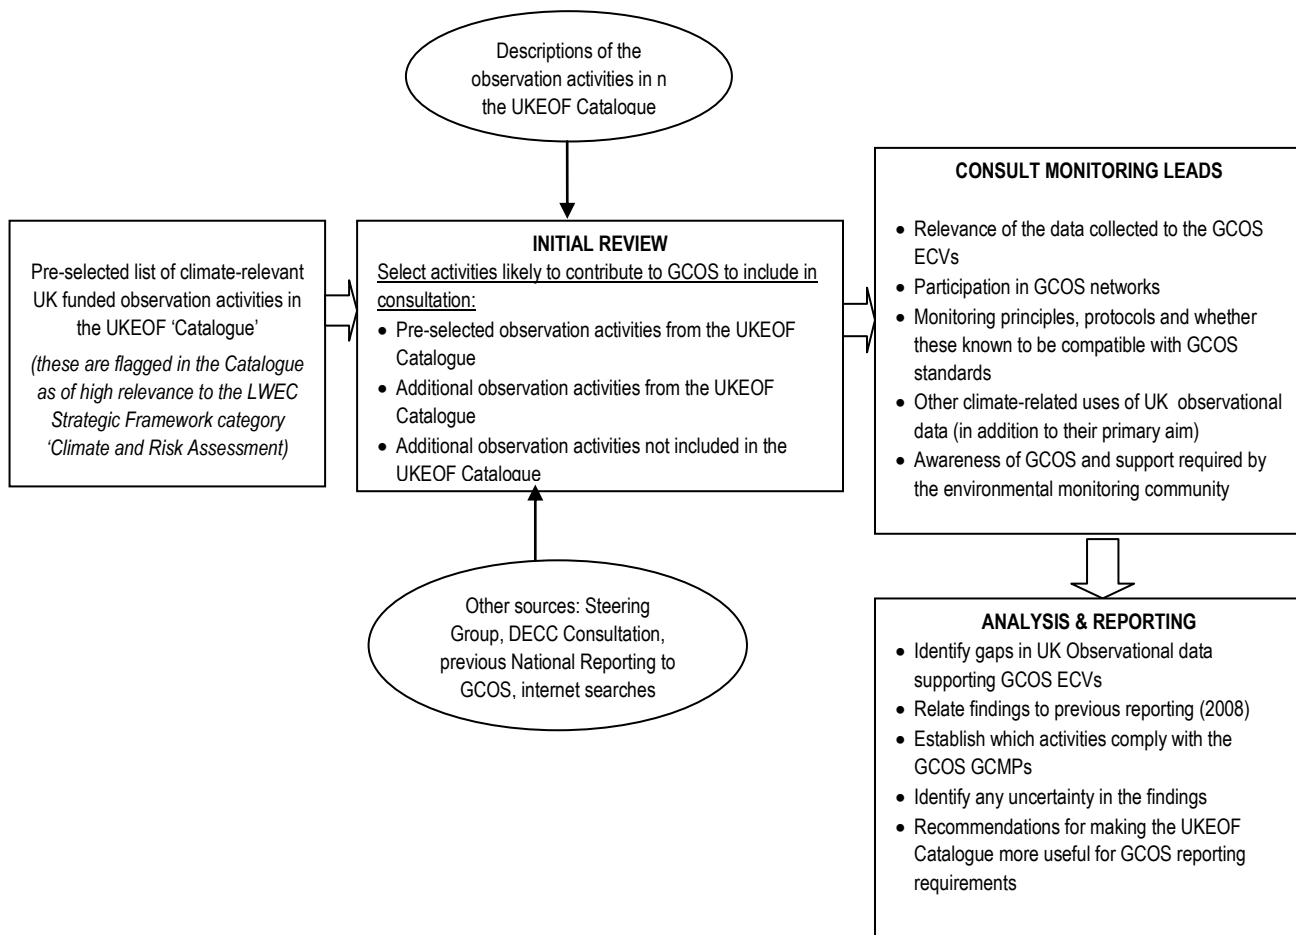 Descriptions of the
observation activities in n
the UKEOF Catalogue
Pre-selected list of climate-relevant
UK funded observation activities in
the UKEOF ‘Catalogue’
(these are flagged in the Catalogue
as of high relevance to the LWEC
Strategic Framework category
‘Climate and Risk Assessment)
INITIAL REVIEW
Select activities likely to contribute to GCOS to include in
consultation:
• Pre-selected observation activities from the UKEOF
Catalogue
• Additional observation activities from the UKEOF
Catalogue
• Additional observation activities not included in the
UKEOF Catalogue
Other sources: Steering
Group, DECC Consultation,
previous National Reporting to
GCOS, internet searches
CONSULT MONITORING LEADS
• Relevance of the data collected to the GCOS
ECVs
• Participation in GCOS networks
• Monitoring principles, protocols and whether
these known to be compatible with GCOS
standards
• Other climate-related uses of UK observational
data (in addition to their primary aim)
• Awareness of GCOS and support required by
the environmental monitoring community
ANALYSIS & REPORTING
• Identify gaps in UK Observational data
supporting GCOS ECVs
• Relate findings to previous reporting (2008)
• Establish which activities comply with the
GCOS GCMPs
• Identify any uncertainty in the findings
• Recommendations for making the UKEOF
Catalogue more useful for GCOS reporting
requirements